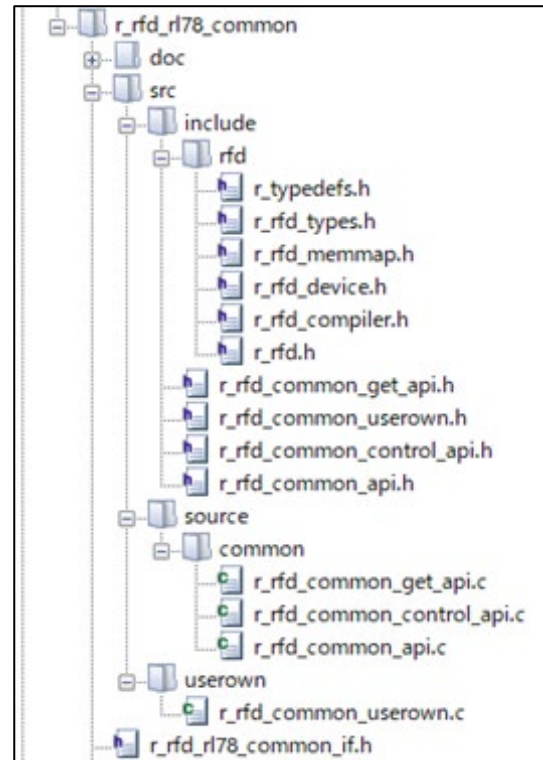 r_rfd_rl78_common
doc
src
include
rfd
r_typedefs.h
r_rfd_types.h
r_rfd_memmap.h
r_rfd_device.h
r_rfd_compiler.h
r_rfd.h
r_rfd_common_get_api.h
r_rfd_common_userown.h
r_rfd_common_control_api.h
r_rfd_common_api.h
source
common
r_rfd_common_get_api.c
r_rfd_common_control_api.c
r_rfd_common_api.c
userown
r_rfd_common_userown.c
r_rfd_rl78_common_if.h